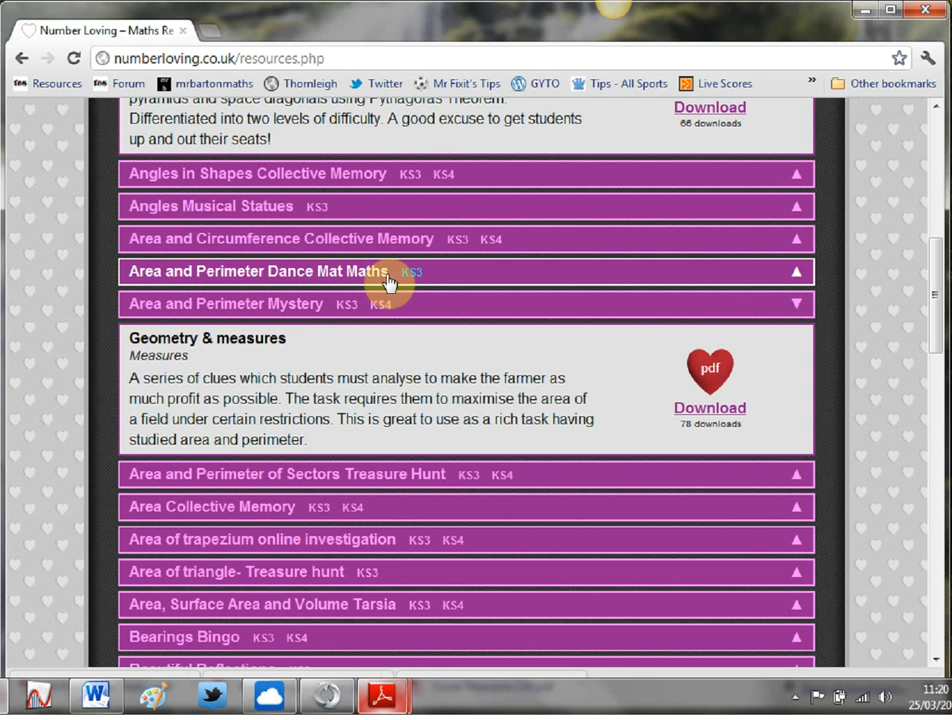 Number Loving – Maths Re
numberloving.co.uk/resources.php
tes Resources tes Forum mrbartonmaths Thornleigh Twitter Mr Fixit's Tips GYTO Tips - All Sports Live Scores » Other bookmarks
pyramids and space diagonals using Pythagoras Theorem.
Differentiated into two levels of difficulty. A good excuse to get students
up and out their seats!
Download
66 downloads
Angles in Shapes Collective Memory KS3 KS4
Angles Musical Statues KS3
Area and Circumference Collective Memory KS3 KS4
Area and Perimeter Dance Mat Maths KS3
Area and Perimeter Mystery KS3 KS4
Geometry & measures
Measures
A series of clues which students must analyse to make the farmer as
much profit as possible. The task requires them to maximise the area of
a field under certain restrictions. This is great to use as a rich task having
studied area and perimeter.
pdf
Download
78 downloads
Area and Perimeter of Sectors Treasure Hunt KS3 KS4
Area Collective Memory KS3 KS4
Area of trapezium online investigation KS3 KS4
Area of triangle- Treasure hunt KS3
Area, Surface Area and Volume Tarsia KS3 KS4
Bearings Bingo KS3 KS4
Beautiful Reflections
11:20
25/03/2